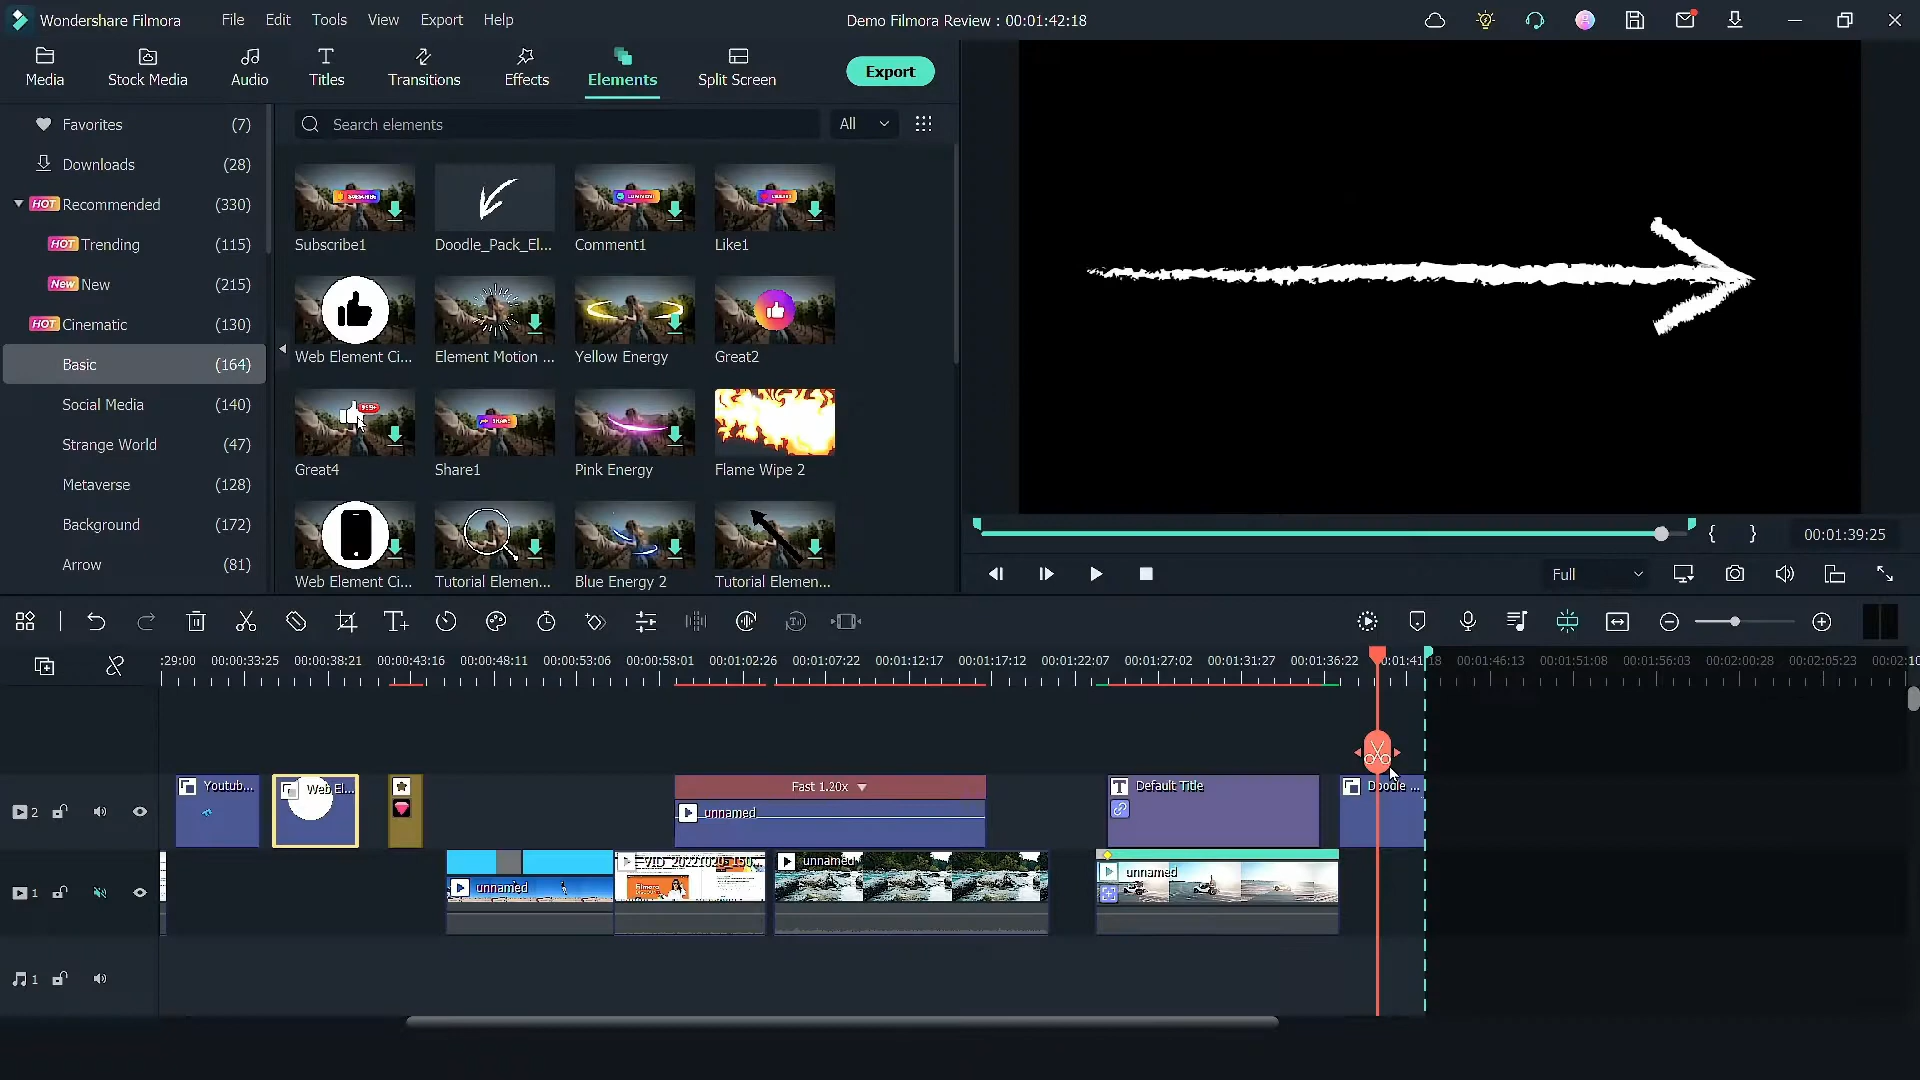 Wondershare Filmora File Edit Tools View Export Help Demo Filmora Review : 00:01:42:18
Media Stock Media Audio Titles Transitions Effects Elements Split Screen Export
Favorites (7)
Downloads (28)
HOT Recommended (330)
HOT Trending (115)
New New (215)
HOT Cinematic (130)
Basic (164)
Social Media (140)
Strange World (47)
Metaverse (128)
Background (172)
Arrow (81)
Search elements All
Subscribe1 Doodle_Pack_El... Comment1 Like1
Web Element Ci... Element Motion ... Yellow Energy Great2
Great4 Share1 Pink Energy Flame Wipe 2
Web Element Ci... Tutorial Elemen... Blue Energy 2 Tutorial Elemen...
{ } 00:01:39:25
Full
:29:00 00:00:33:25 00:00:38:21 00:00:43:16 00:00:48:11 00:00:53:06 00:00:58:01 00:01:02:26 00:01:07:22 00:01:12:17 00:01:17:12 00:01:22:07 00:01:27:02 00:01:31:27 00:01:36:22 0:01:41:18 00:01:46:13 00:01:51:08 00:01:56:03 00:02:00:28 00:02:05:23 00:02:10
2 Youtub... Web El... Fast 1.20x unnamed Default Title Doodle ...
1 unnamed unnamed unnamed
1